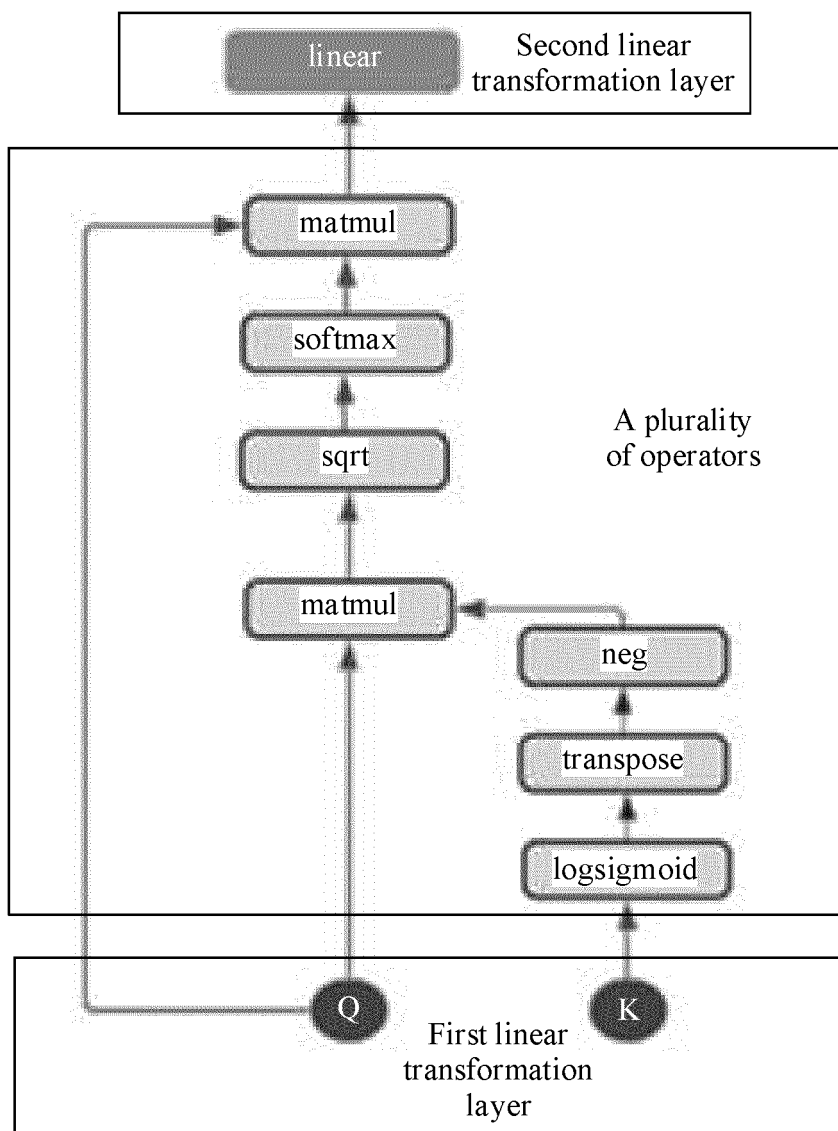 linear
Second linear
transformation layer
matmul
softmax
A plurality
of operators
sqrt
matmul
neg
transpose
logsigmoid
Q
K
First linear
transformation
layer